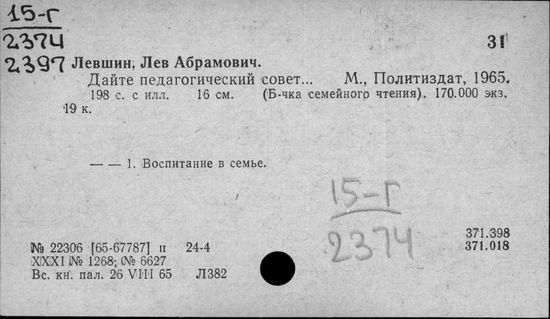 15-Г
2374
2397
31
Левшин, Лев Абрамович.
Дайте педагогический совет... М., Политиздат, 1965.
198 с. с илл. 16 см. (Б-чка семейного чтения). 170.000 экз.
19 к.
— — 1. Воспитание в семье.
15-Г
2374
371.398
371.018
№ 22306 [65-67787] п 24-4
XXXI № 1268; № 6627
Вс. кн. пал. 26 VIII 65 Л382